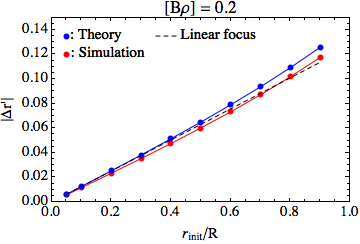 [Bρ] = 0.2
: Theory
--- Linear focus
: Simulation
|Δr'|
0.14
0.12
0.10
0.08
0.06
0.04
0.02
0.00
0.0 0.2 0.4 0.6 0.8 1.0
r_init/R